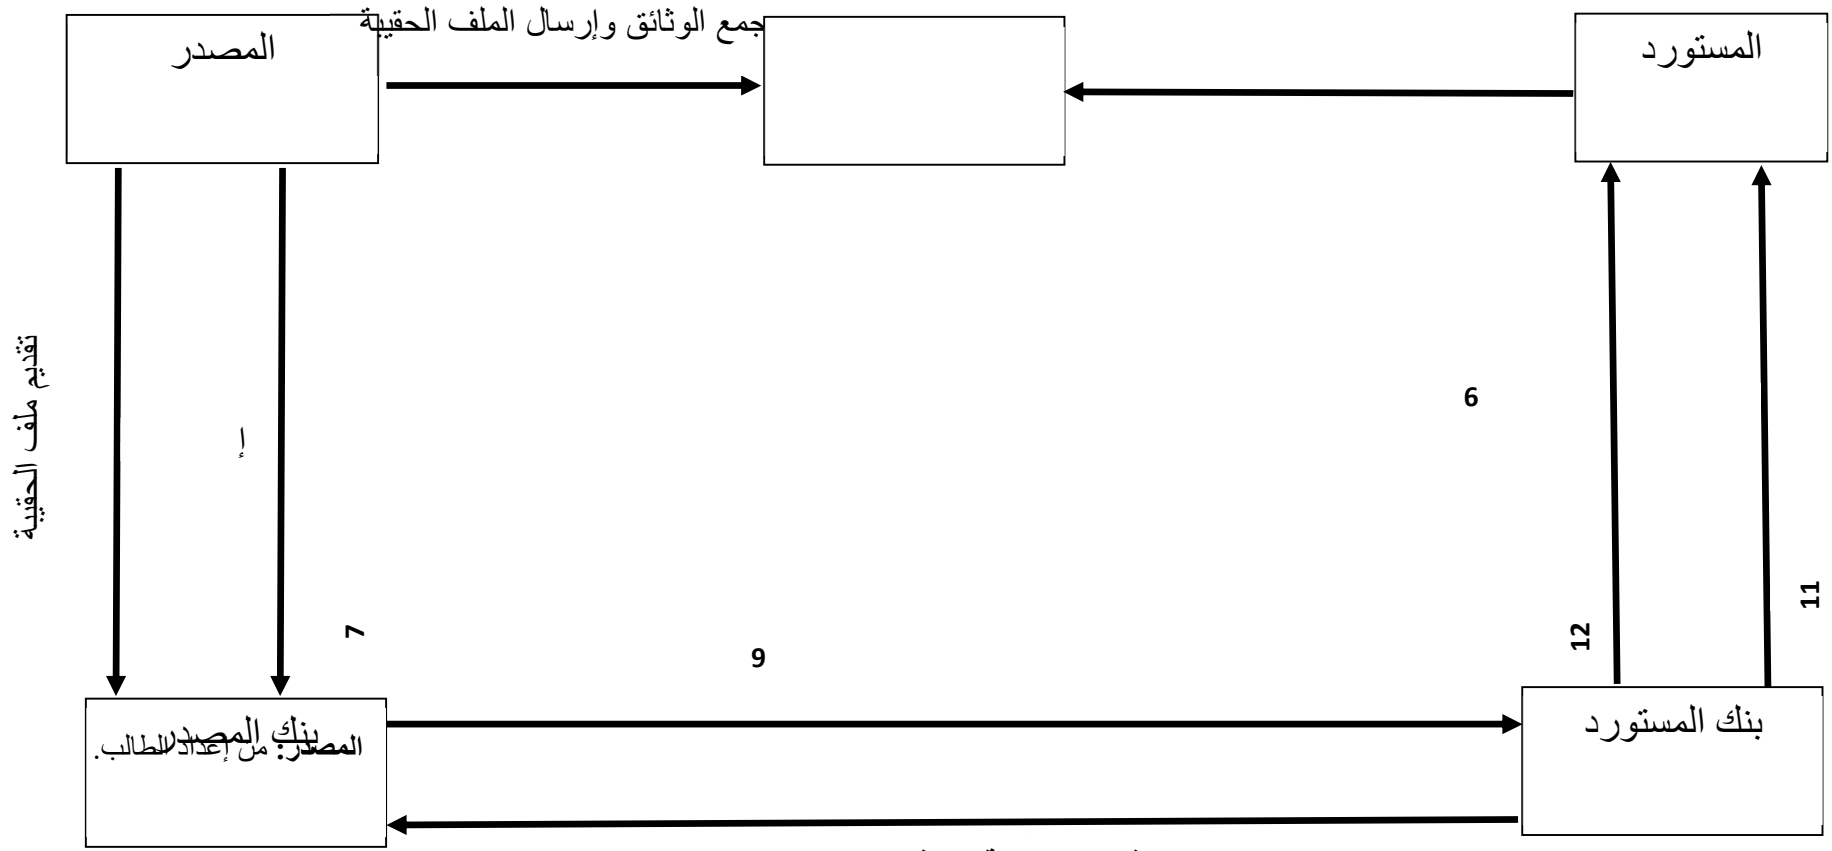 جمع الوثائق وإرسال الملف الحقيبة
المستورد
المصدر
تقديم ملف الحقيبة
إ
6
11
12
7
9
بنك المستورد
بنك المصدر
المصدر: من إعداد الطالب.